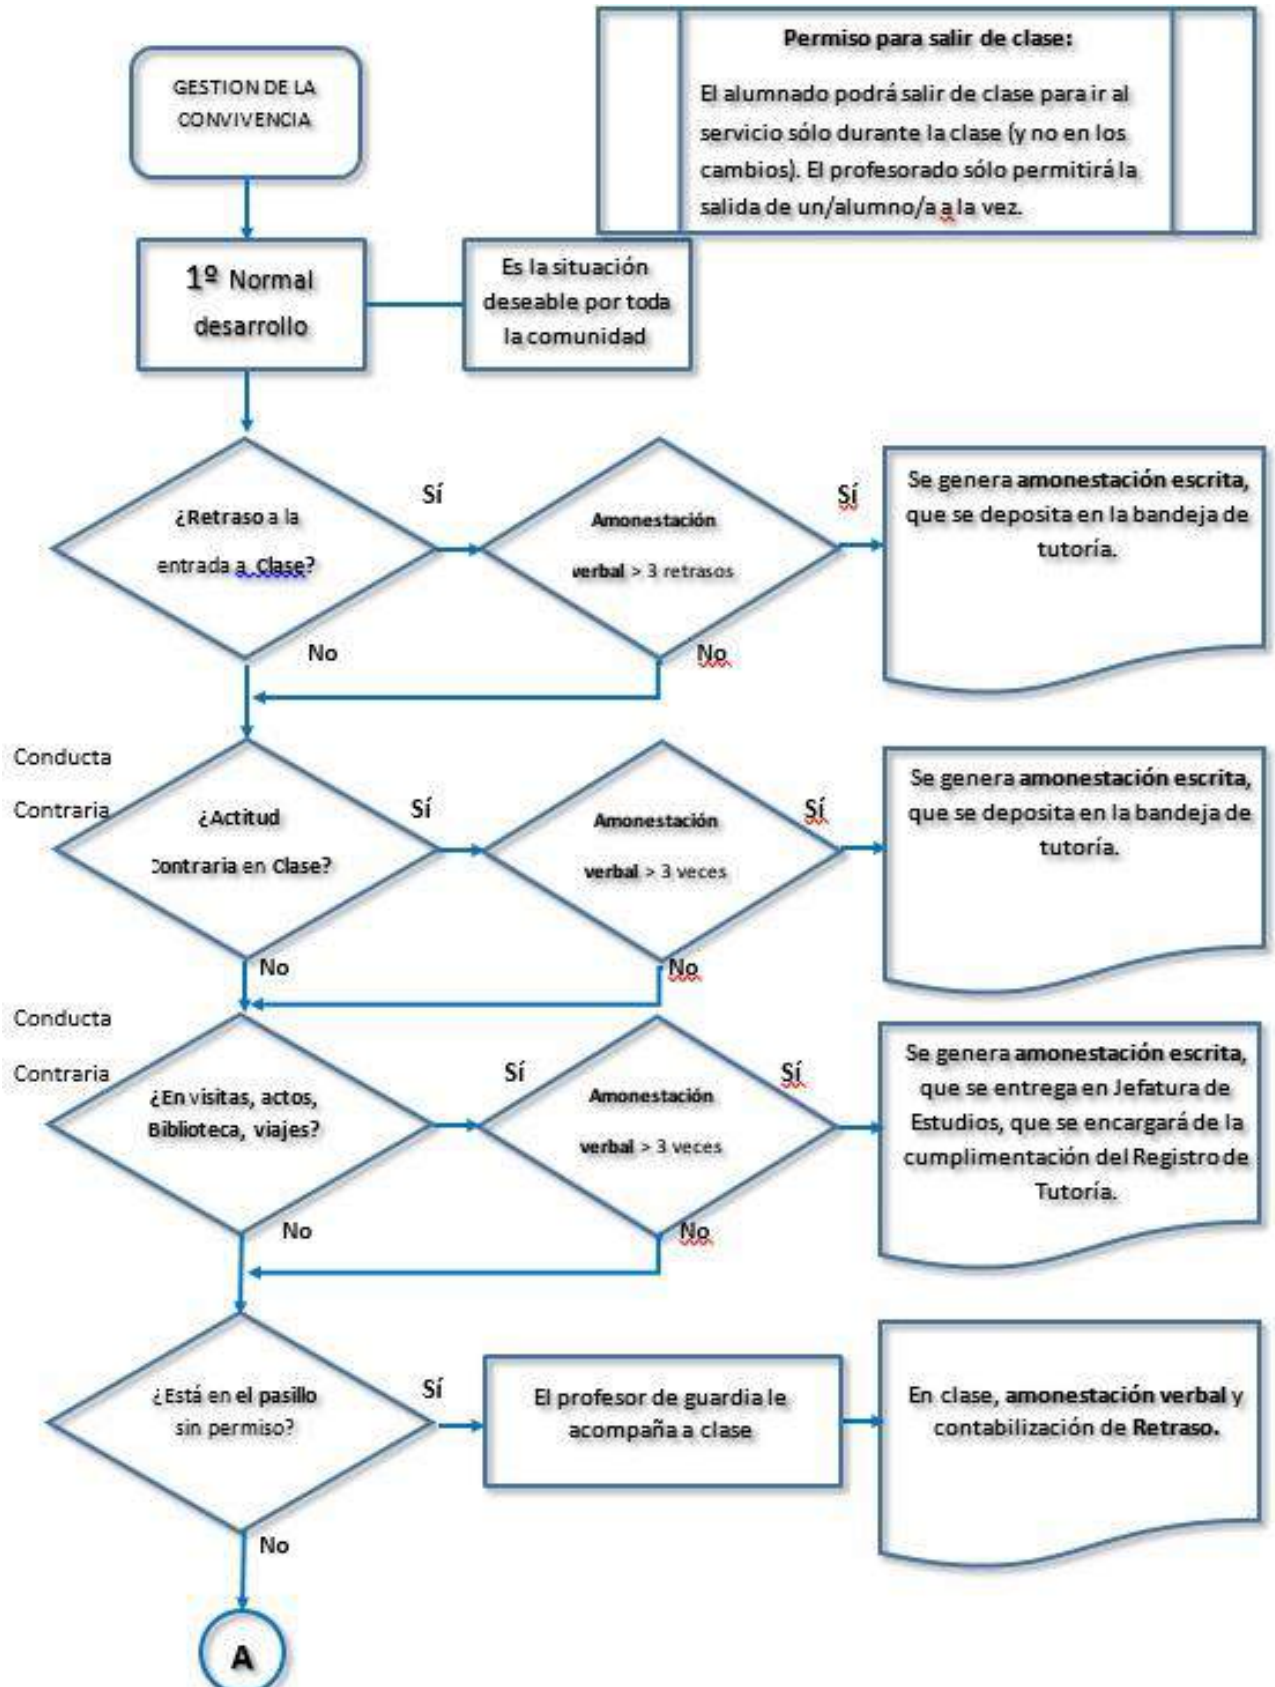 GESTION DE LA
CONVIVENCIA
Permiso para salir de clase:
El alumnado podrá salir de clase para ir al
servicio sólo durante la clase (y no en los
cambios). El profesorado sólo permitirá la
salida de un/alumno/a a la vez.
1º Normal
desarrollo
Es la situación
deseable por toda
la comunidad
¿Retraso a la
entrada a Clase?
Sí
No
Amonestación
verbal > 3 retrasos
Sí
No
Se genera amonestación escrita,
que se deposita en la bandeja de
tutoría.
Conducta
Contraria
¿Actitud
Contraria en Clase?
Sí
No
Amonestación
verbal > 3 veces
Sí
No
Se genera amonestación escrita,
que se deposita en la bandeja de
tutoría.
Conducta
Contraria
¿En visitas, actos,
Biblioteca, viajes?
Sí
No
Amonestación
verbal > 3 veces
Sí
No
Se genera amonestación escrita,
que se entrega en Jefatura de
Estudios, que se encargará de la
cumplimentación del Registro de
Tutoría.
¿Está en el pasillo
sin permiso?
Sí
No
El profesor de guardia le
acompaña a clase
En clase, amonestación verbal y
contabilización de Retraso.
A